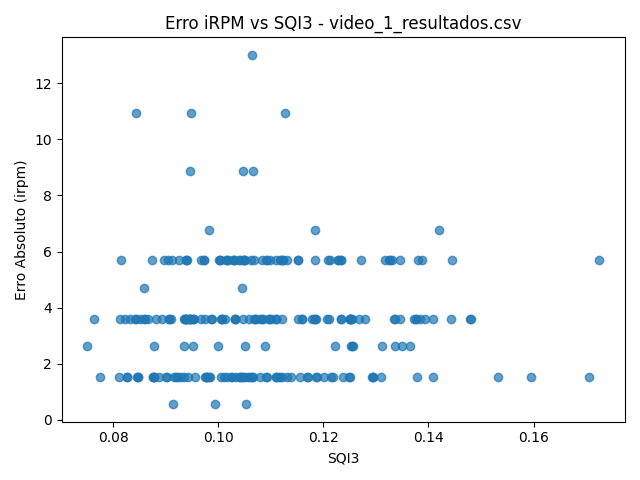 Erro iRPM vs SQI3 - video_1_resultados.csv
Erro Absoluto (irpm)
12
10
8
6
4
2
0
0.08 0.10 0.12 0.14 0.16
SQI3